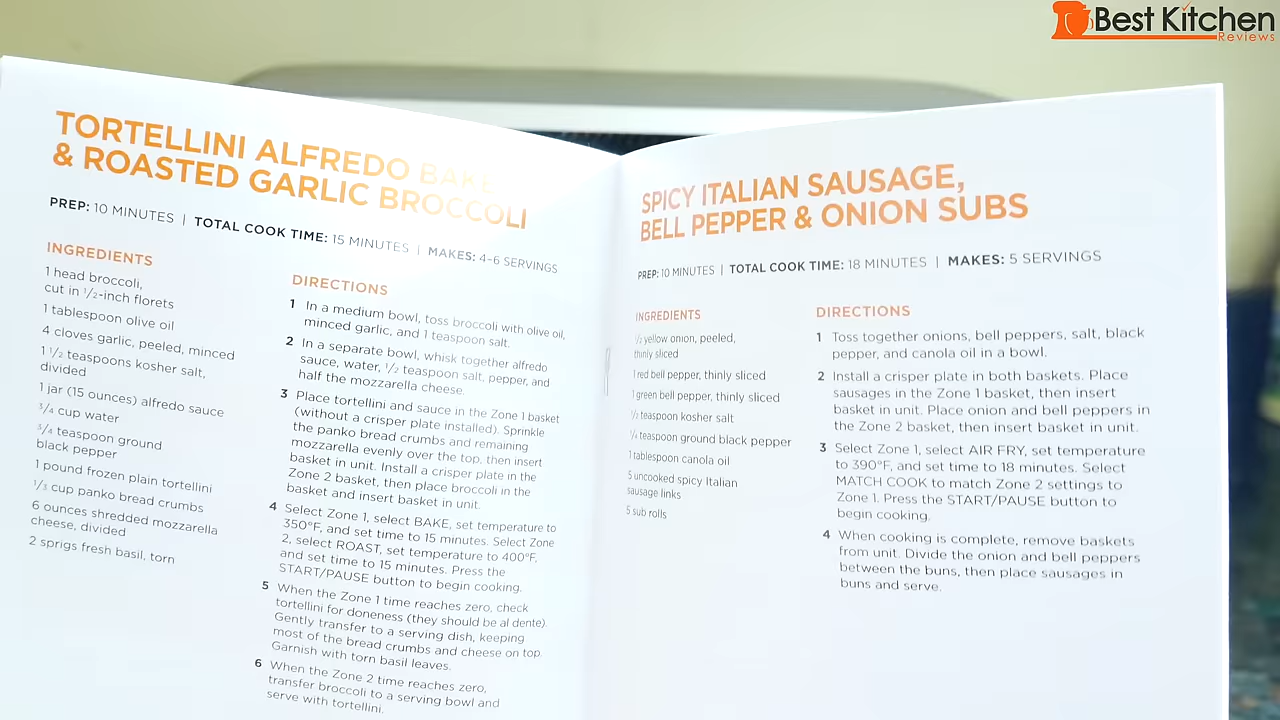 Best Kitchen
Reviews
TORTELLINI ALFREDO BAKE
& ROASTED GARLIC BROCCOLI
PREP: 10 MINUTES | TOTAL COOK TIME: 15 MINUTES | MAKES: 4–6 SERVINGS
INGREDIENTS
1 head broccoli,
cut in 1/2-inch florets
1 tablespoon olive oil
4 cloves garlic, peeled, minced
1 1/2 teaspoons kosher salt,
divided
1 jar (15 ounces) alfredo sauce
3/4 cup water
3/4 teaspoon ground
black pepper
1 pound frozen plain tortellini
1/3 cup panko bread crumbs
6 ounces shredded mozzarella
cheese, divided
2 sprigs fresh basil, torn
DIRECTIONS
1 In a medium bowl, toss broccoli with olive oil,
minced garlic, and 1 teaspoon salt.
2 In a separate bowl, whisk together alfredo
sauce, water, 1/2 teaspoon salt, pepper, and
half the mozzarella cheese.
3 Place tortellini and sauce in the Zone 1 basket
(without a crisper plate installed). Sprinkle
the panko bread crumbs and remaining
mozzarella evenly over the top, then insert
basket in unit. Install a crisper plate in the
Zone 2 basket, then place broccoli in the
basket and insert basket in unit.
4 Select Zone 1, select BAKE, set temperature to
350°F, and set time to 15 minutes. Select Zone
2, select ROAST, set temperature to 400°F,
and set time to 15 minutes. Press the
START/PAUSE button to begin cooking.
5 When the Zone 1 time reaches zero, check
tortellini for doneness (they should be al dente).
Gently transfer to a serving dish, keeping
most of the bread crumbs and cheese on top.
Garnish with torn basil leaves.
6 When the Zone 2 time reaches zero,
transfer broccoli to a serving bowl and
serve with tortellini.
SPICY ITALIAN SAUSAGE,
BELL PEPPER & ONION SUBS
PREP: 10 MINUTES | TOTAL COOK TIME: 18 MINUTES | MAKES: 5 SERVINGS
INGREDIENTS
1/2 yellow onion, peeled,
thinly sliced
1 red bell pepper, thinly sliced
1 green bell pepper, thinly sliced
1/2 teaspoon kosher salt
1/4 teaspoon ground black pepper
1 tablespoon canola oil
5 uncooked spicy Italian
sausage links
5 sub rolls
DIRECTIONS
1 Toss together onions, bell peppers, salt, black
pepper, and canola oil in a bowl.
2 Install a crisper plate in both baskets. Place
sausages in the Zone 1 basket, then insert
basket in unit. Place onion and bell peppers in
the Zone 2 basket, then insert basket in unit.
3 Select Zone 1, select AIR FRY, set temperature
to 390°F, and set time to 18 minutes. Select
MATCH COOK to match Zone 2 settings to
Zone 1. Press the START/PAUSE button to
begin cooking.
4 When cooking is complete, remove baskets
from unit. Divide the onion and bell peppers
between the buns, then place sausages in
buns and serve.